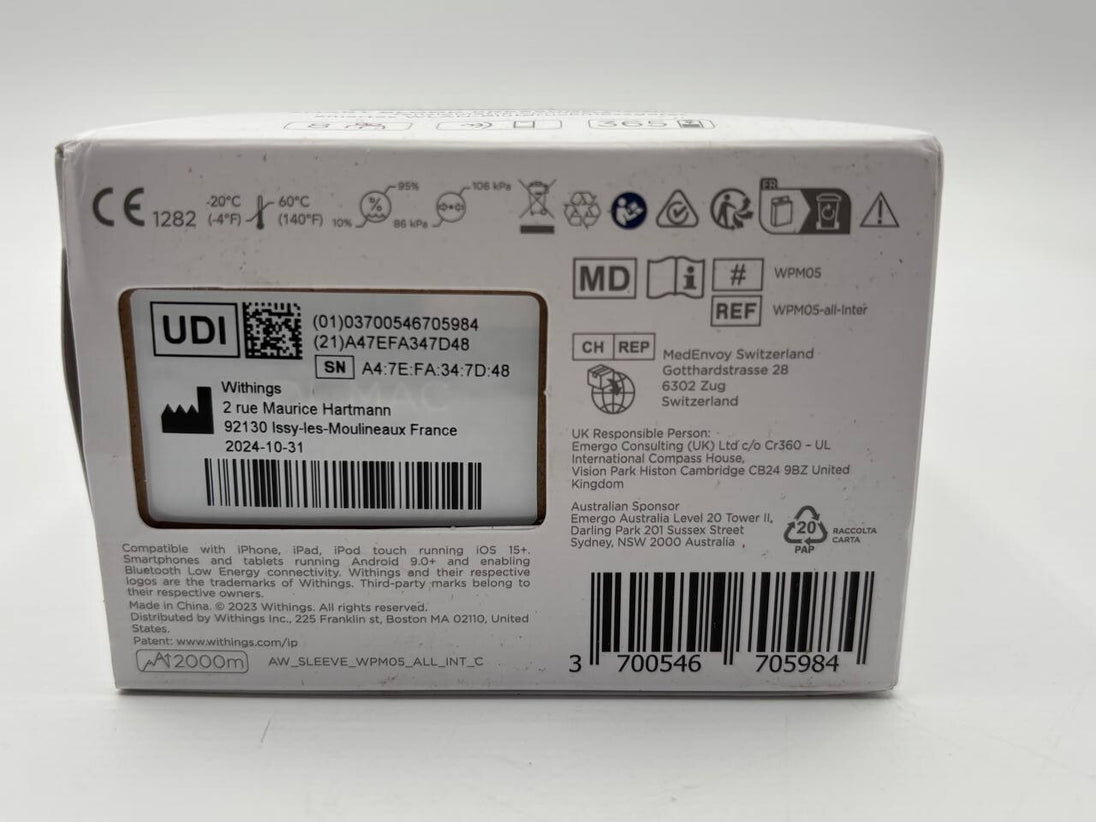 365
CE 1282
-20°C (-4°F)
60°C (140°F)
10%
%
95%
86 kPa
106 kPa
FR
MD
i
# WPM05
REF WPM05-all-Inter
UDI
(01)03700546705984
(21)A47EFA347D48
SN A4:7E:FA:34:7D:48
Withings
2 rue Maurice Hartmann
92130 Issy-les-Moulineaux France
2024-10-31
CH REP
MedEnvoy Switzerland
Gotthardstrasse 28
6302 Zug
Switzerland
UK Responsible Person:
Emergo Consulting (UK) Ltd c/o Cr360 – UL
International Compass House,
Vision Park Histon Cambridge CB24 9BZ United
Kingdom
Australian Sponsor
Emergo Australia Level 20 Tower II,
Darling Park 201 Sussex Street
Sydney, NSW 2000 Australia
20
PAP
RACCOLTA
CARTA
Compatible with iPhone, iPad, iPod touch running iOS 15+.
Smartphones and tablets running Android 9.0+ and enabling
Bluetooth Low Energy connectivity. Withings and their respective
logos are the trademarks of Withings. Third-party marks belong to
their respective owners.
Made in China. © 2023 Withings. All rights reserved.
Distributed by Withings Inc., 225 Franklin st, Boston MA 02110, United
States.
Patent: www.withings.com/ip
2000m
AW_SLEEVE_WPM05_ALL_INT_C
3 700546 705984